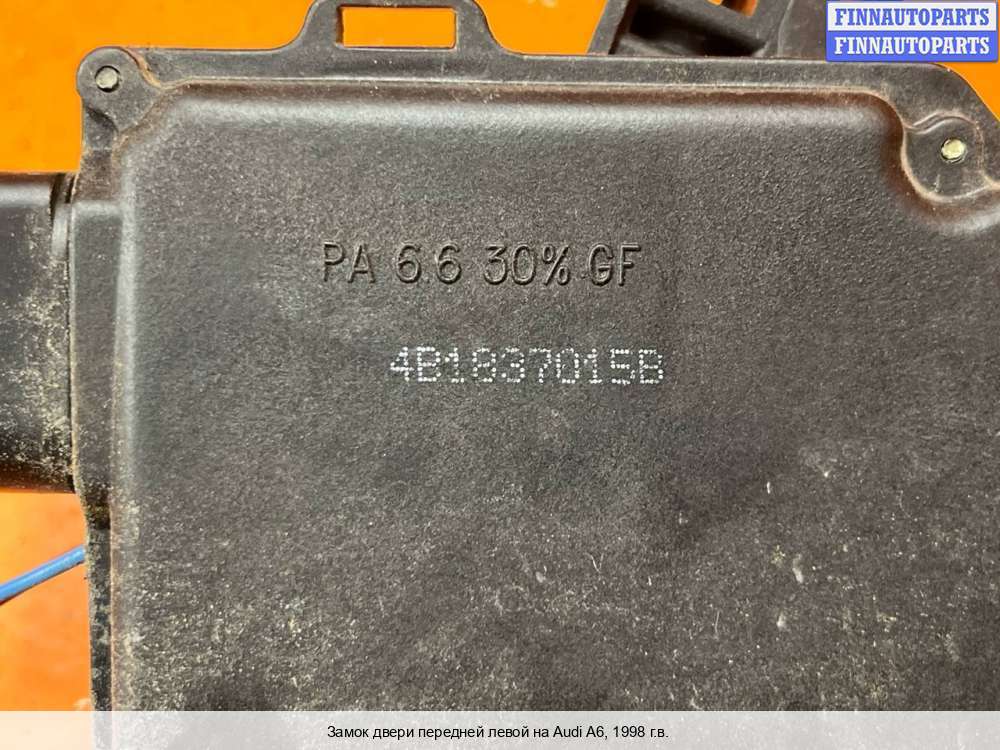 FINNAUTOPARTS
FINNAUTOPARTS
PA 6.6 30% GF
4B1837015B
Замок двери передней левой на Audi A6, 1998 г.в.